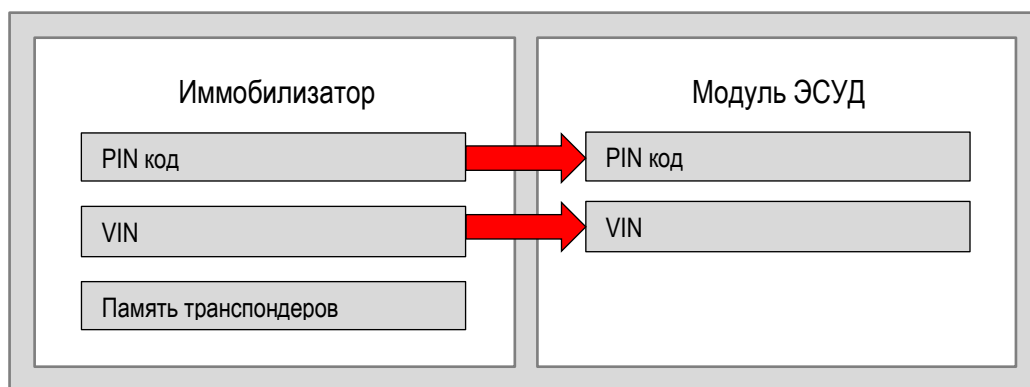 Иммобилизатор
PIN код
VIN
Память транспондеров
Модуль ЭСУД
PIN код
VIN